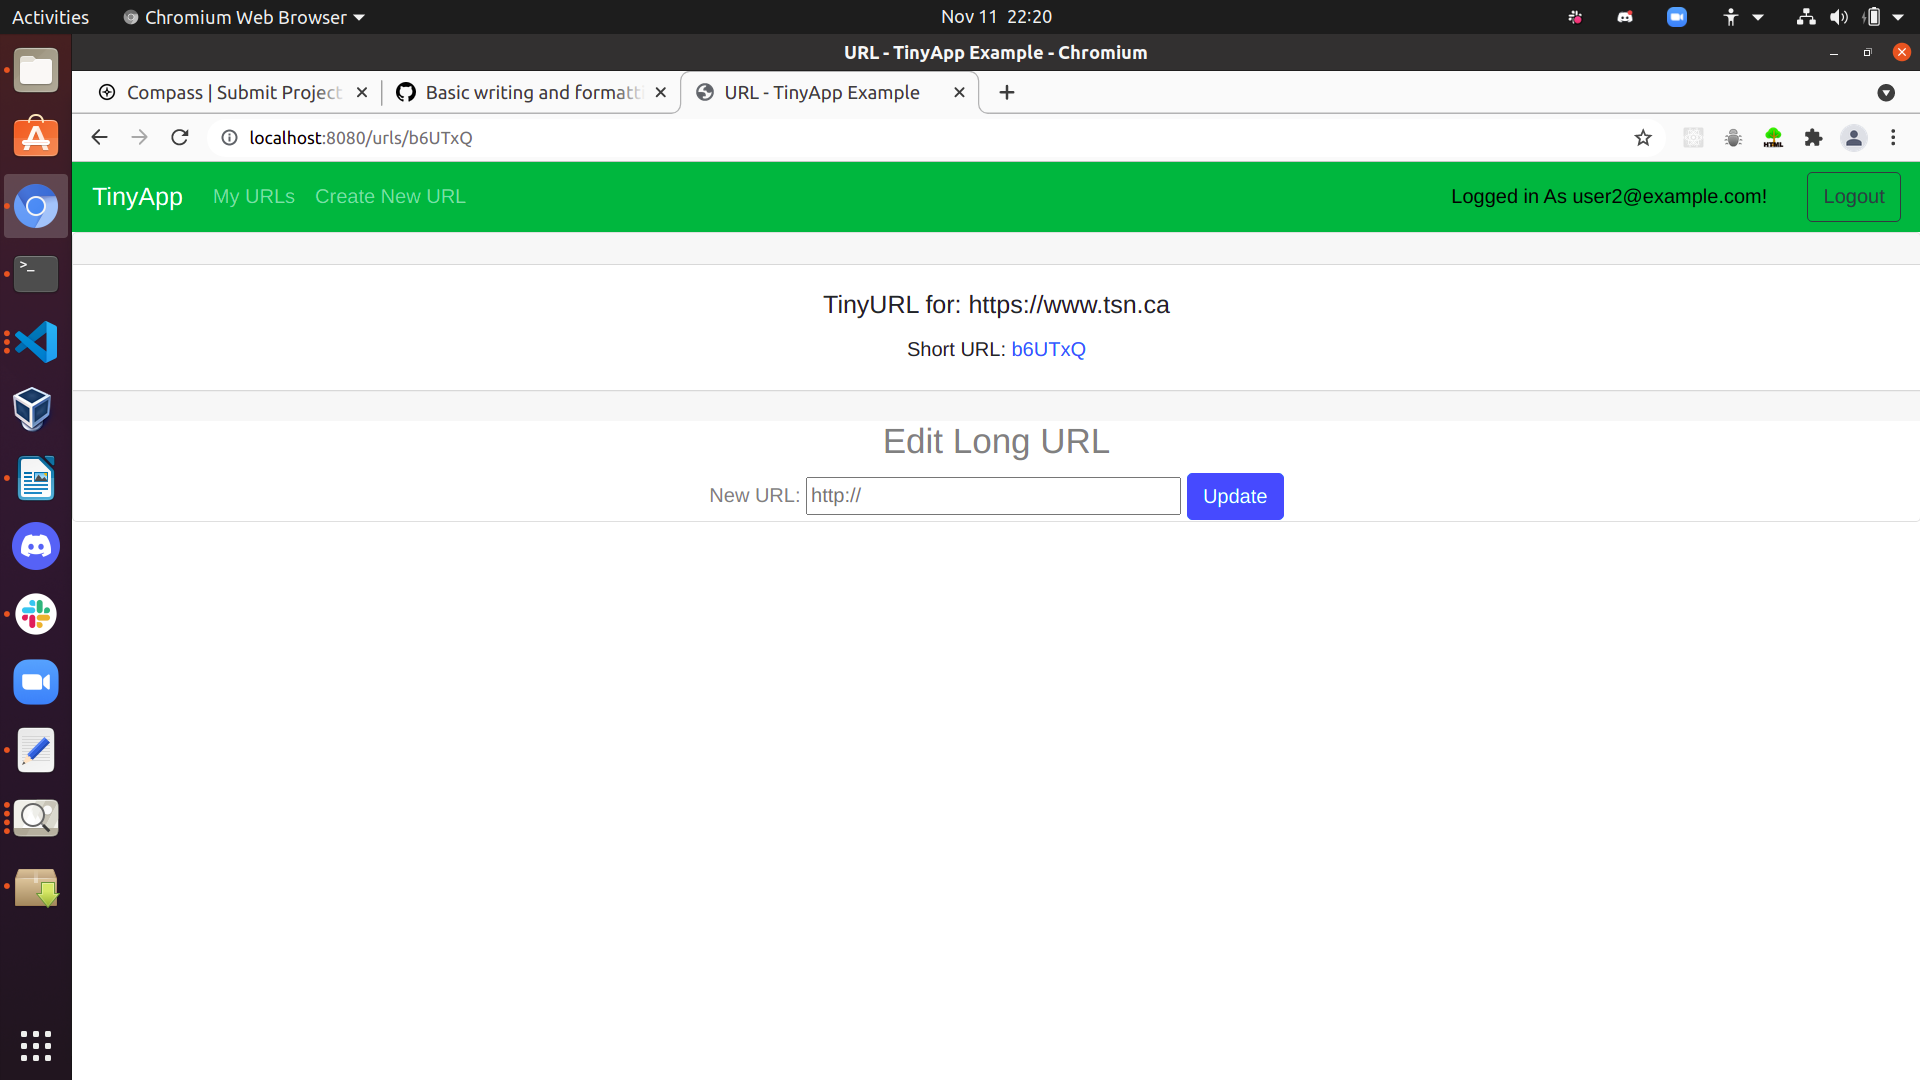 Activities
Chromium Web Browser
Nov 11 22:20
URL - TinyApp Example - Chromium
Compass | Submit Project
Basic writing and formatt
URL - TinyApp Example
localhost:8080/urls/b6UTxQ
HTML
TinyApp
My URLs
Create New URL
Logged in As user2@example.com!
Logout
TinyURL for: https://www.tsn.ca
Short URL: b6UTxQ
Edit Long URL
New URL: http:// Update